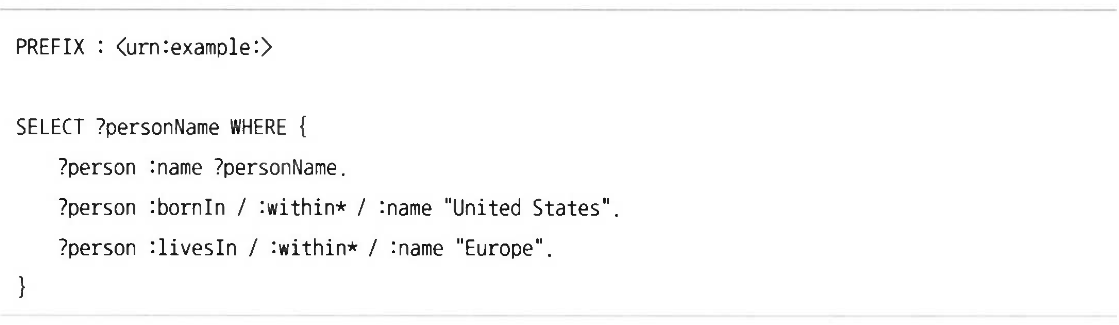 PREFIX : <urn:example:>
SELECT ?personName WHERE {
?person :name ?personName.
?person :bornIn / :within* / :name "United States".
?person :livesIn / :within* / :name "Europe".
}